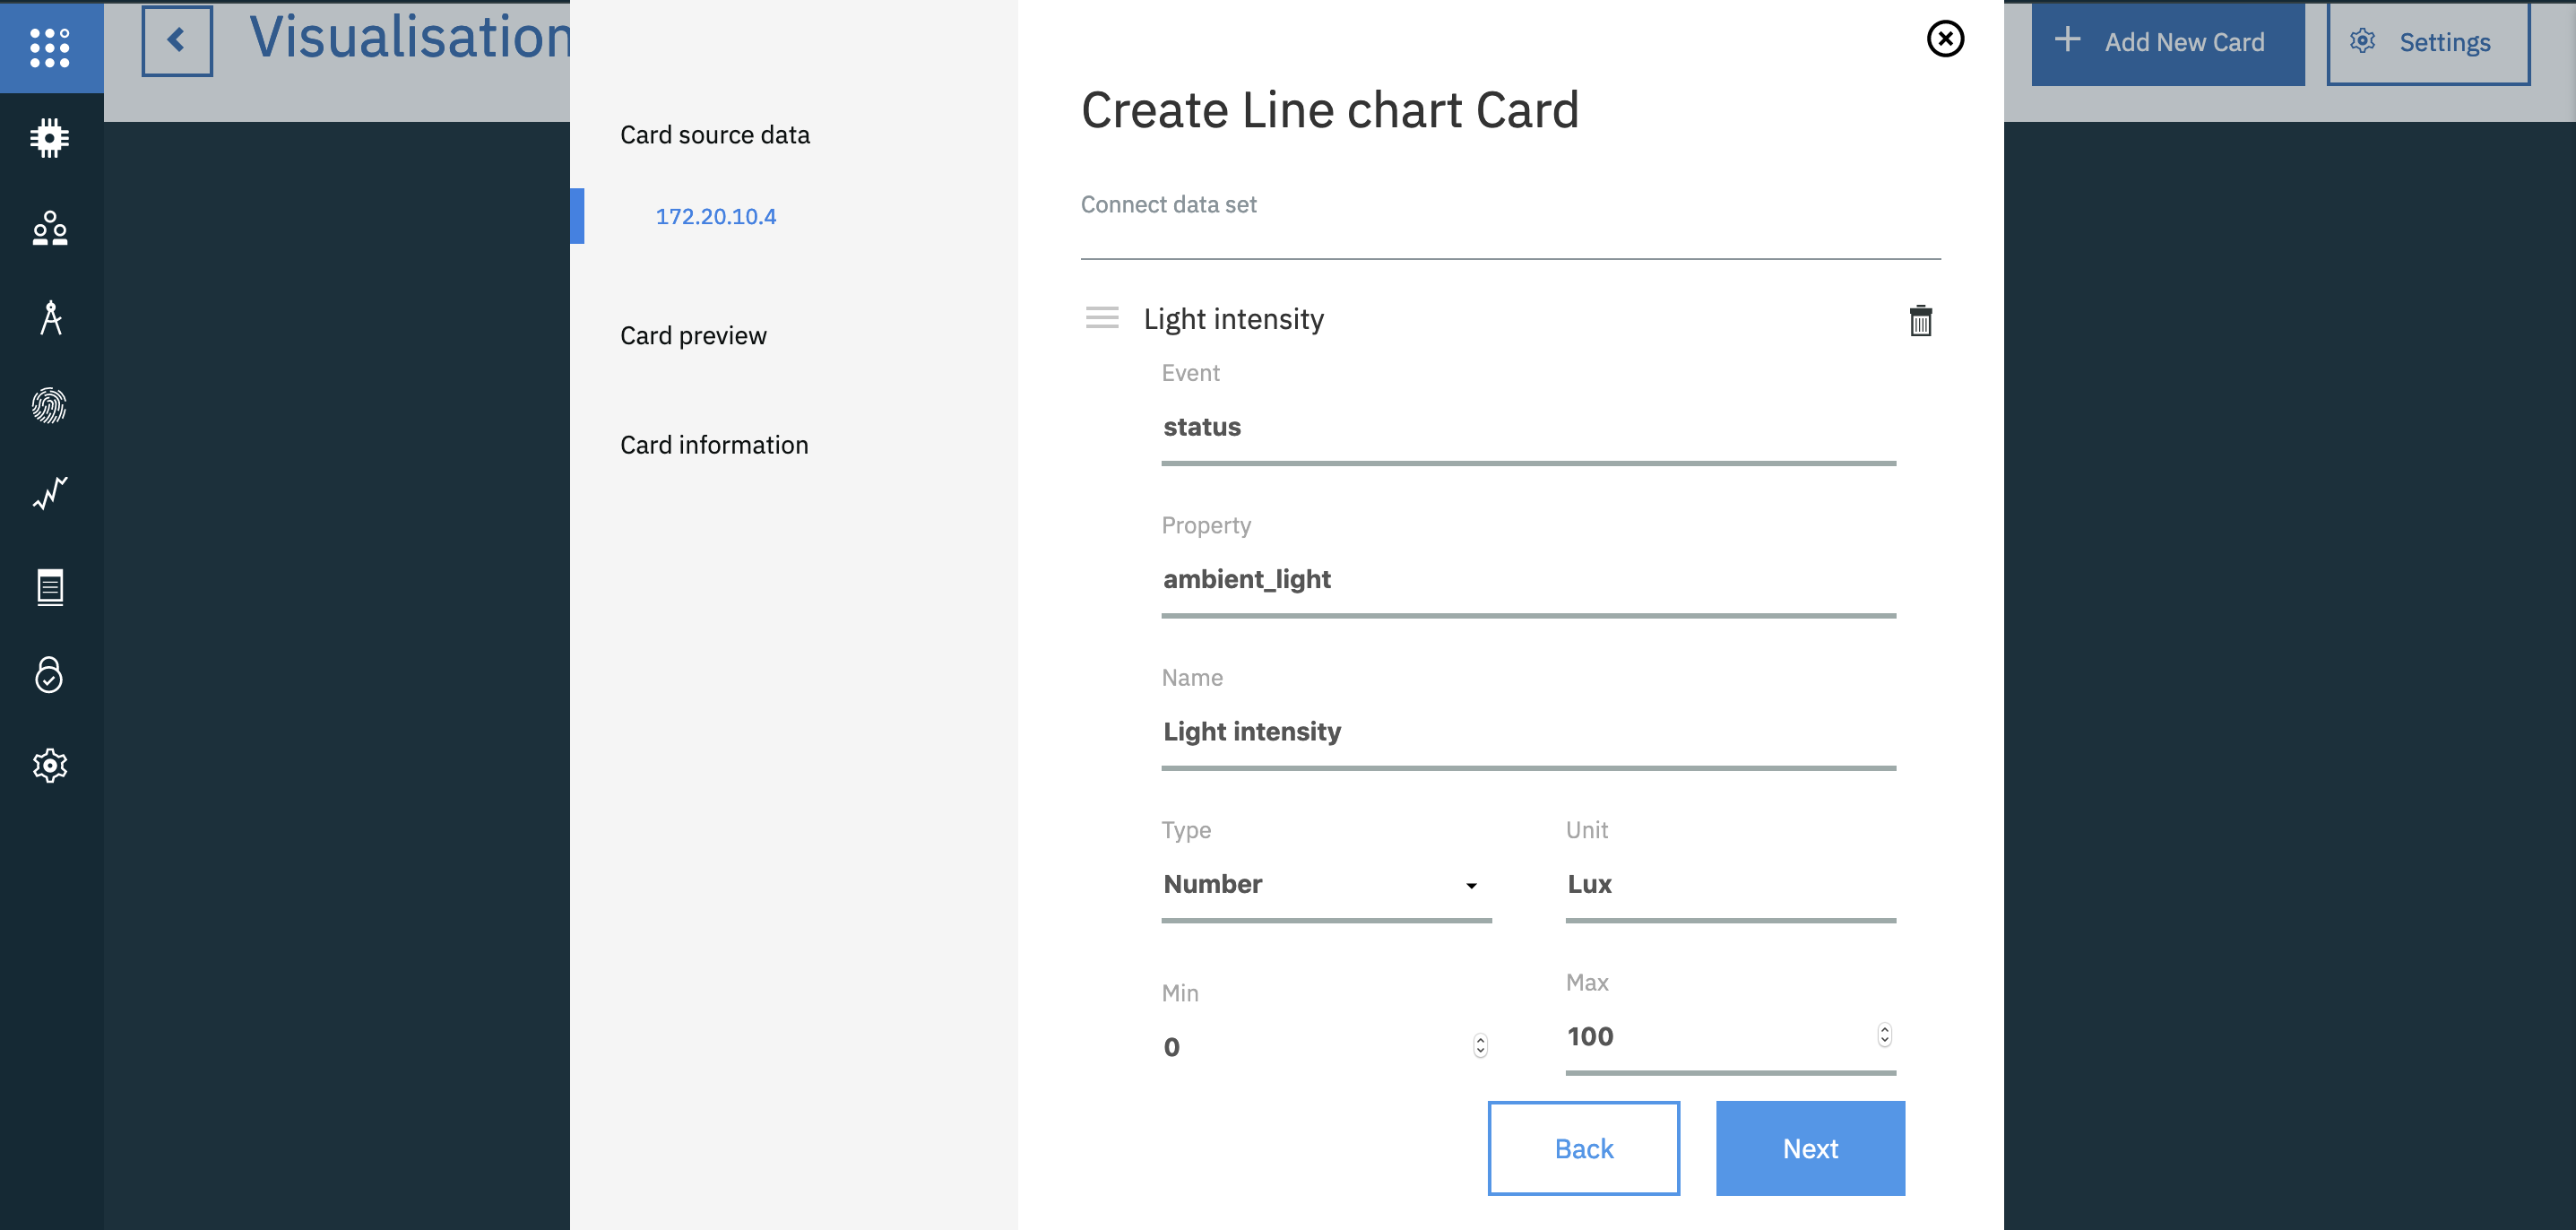 Visualisation
Add New Card
Settings
Card source data
172.20.10.4
Card preview
Card information
Create Line chart Card
Connect data set
Light intensity
Event
status
Property
ambient_light
Name
Light intensity
Type
Unit
Number
Lux
Min
Max
0
100
Back
Next